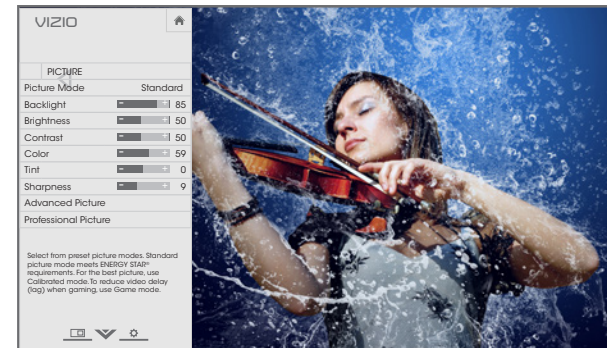 VIZIO
PICTURE
Picture Mode Standard
Backlight 85
Brightness 50
Contrast 50
Color 59
Tint 0
Sharpness 9
Advanced Picture
Professional Picture
Select from preset picture modes. Standard
picture mode meets ENERGY STAR®
requirements. For the best picture, use
Calibrated mode. To reduce video delay
(lag) when gaming, use Game mode.